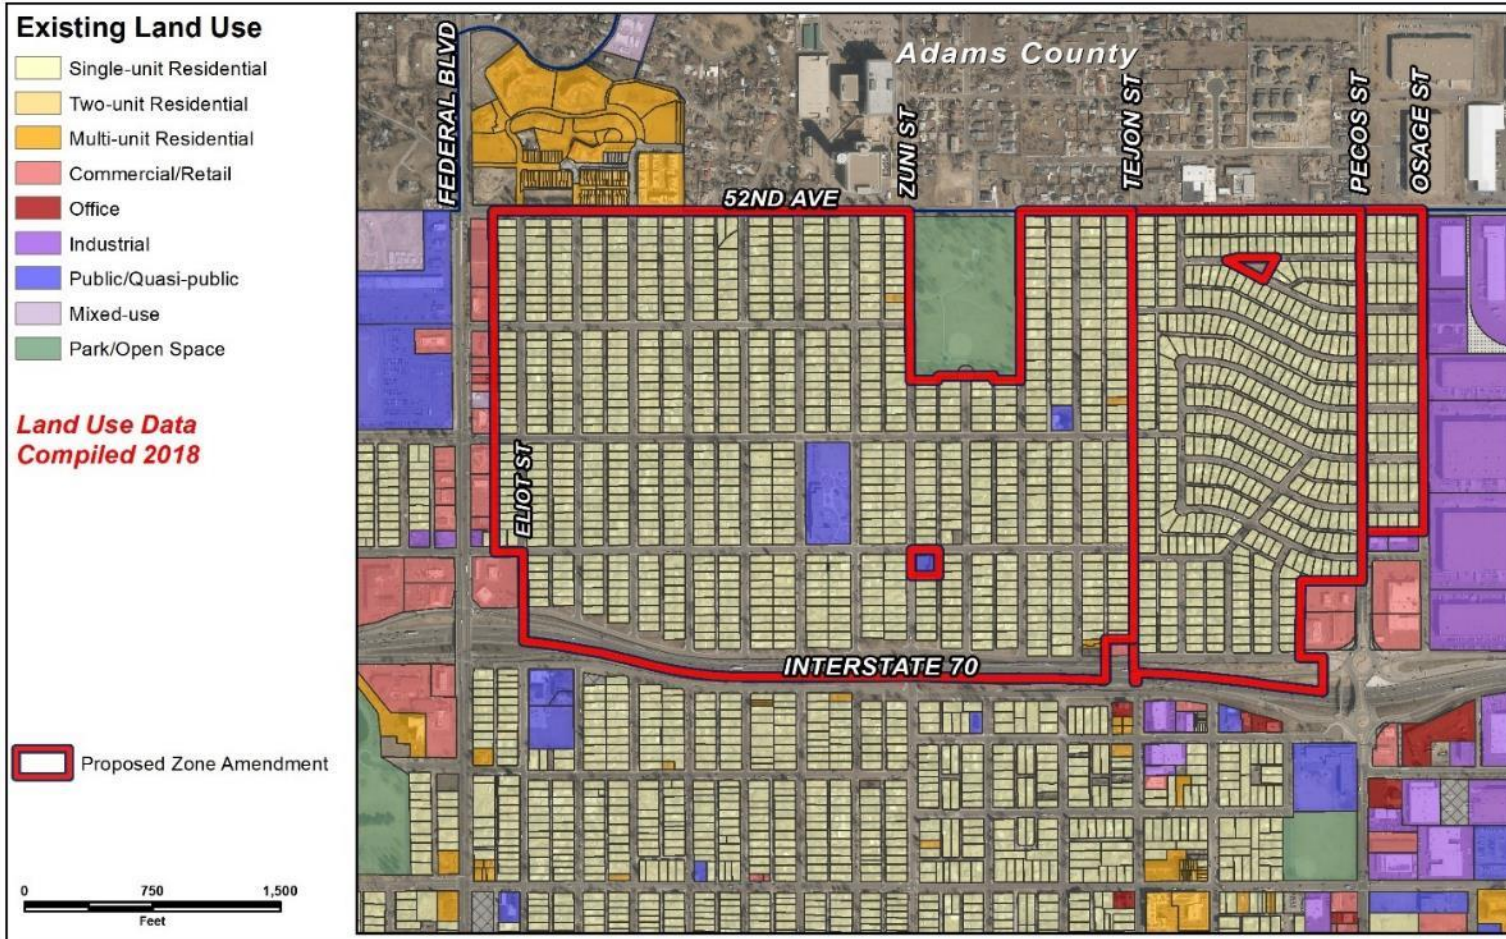 Existing Land Use
Single-unit Residential
Two-unit Residential
Multi-unit Residential
Commercial/Retail
Office
Industrial
Public/Quasi-public
Mixed-use
Park/Open Space
Land Use Data
Compiled 2018
Proposed Zone Amendment
0 750 1,500
Feet
Adams County
FEDERAL BLVD
ZUNI ST
TEJON ST
PECOS ST
OSAGE ST
52ND AVE
ELIOT ST
INTERSTATE 70